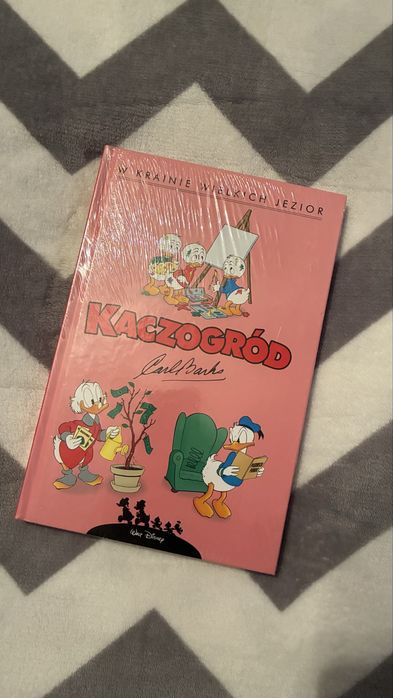 W KRAINIE WIELKICH JEZIOR
KACZOGRÓD
Carl Barks
Walt Disney